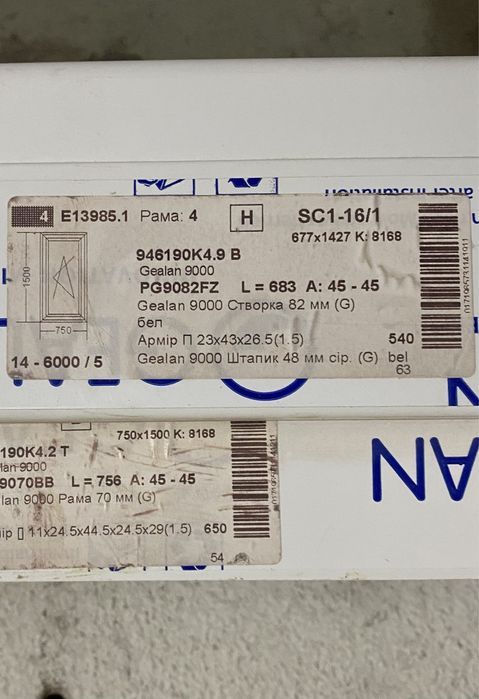 after installation
4 E13985.1 Рама: 4 H SC1-16/1
677x1427 K: 8168
946190K4.9 B
Gealan 9000
PG9082FZ L = 683 A: 45 - 45
Gealan 9000 Створка 82 мм (G)
бел
Армір П 23x43x26.5(1.5) 540
Gealan 9000 Штапик 48 мм сір. (G) bel
63
1500
750
14 - 6000 / 5
750x1500 K: 8168
190K4.2 T
lan 9000
9070BB L = 756 A: 45 - 45
lan 9000 Рама 70 мм (G)
ір [] 11x24.5x44.5x24.5x29(1.5) 650
54
AN